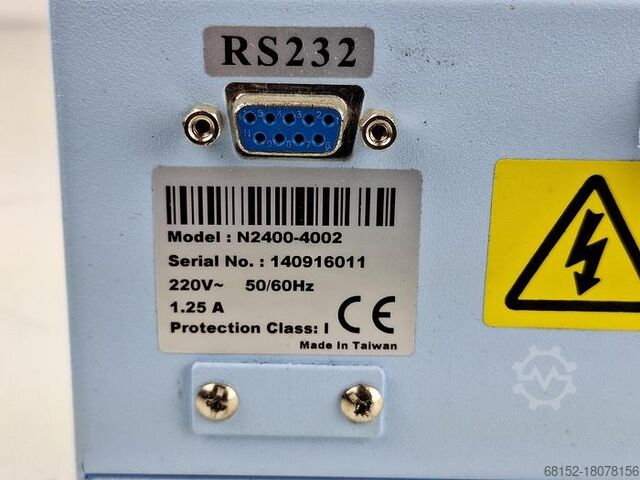 RS232
Model : N2400-4002
Serial No. : 140916011
220V~ 50/60Hz
1.25 A
Protection Class: I
CE
Made In Taiwan
68152-18078156